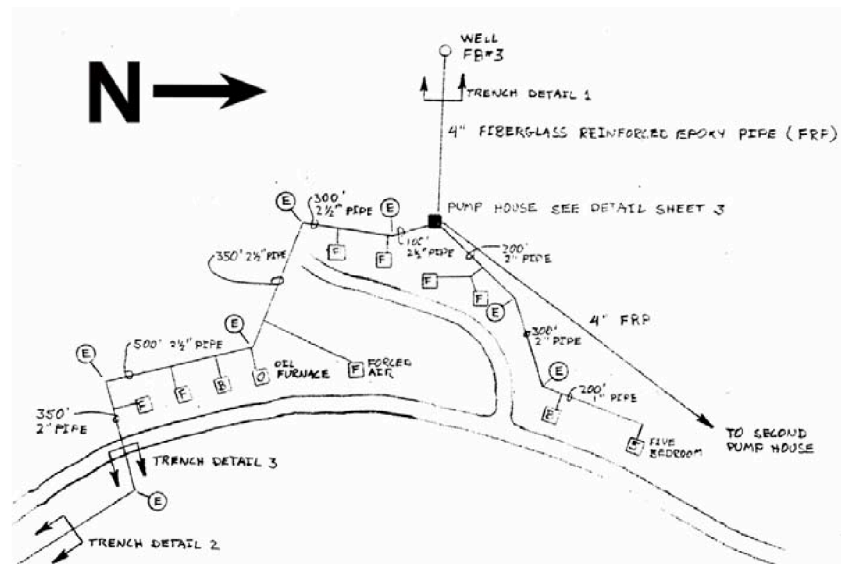 N
WELL
FB#3
TRENCH DETAIL 1
4" FIBERGLASS REINFORCED EPOXY PIPE (FRP)
PUMP HOUSE SEE DETAIL SHEET 3
E
300'
2½" PIPE
E
100'
2½" PIPE
F
F
200'
2" PIPE
F
F
E
350' 2½" PIPE
4" FRP
300'
2" PIPE
E
E
500' 2½" PIPE
E
OIL
FURNACE
F
FORCED
AIR
F
F
B
O
350'
2" PIPE
200'
1" PIPE
F
FIVE
BEDROOM
TO SECOND
PUMP HOUSE
TRENCH DETAIL 3
E
TRENCH DETAIL 2